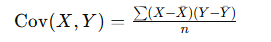 Cov(X, Y) = ∑(X−X̄)(Y−Ȳ) / n